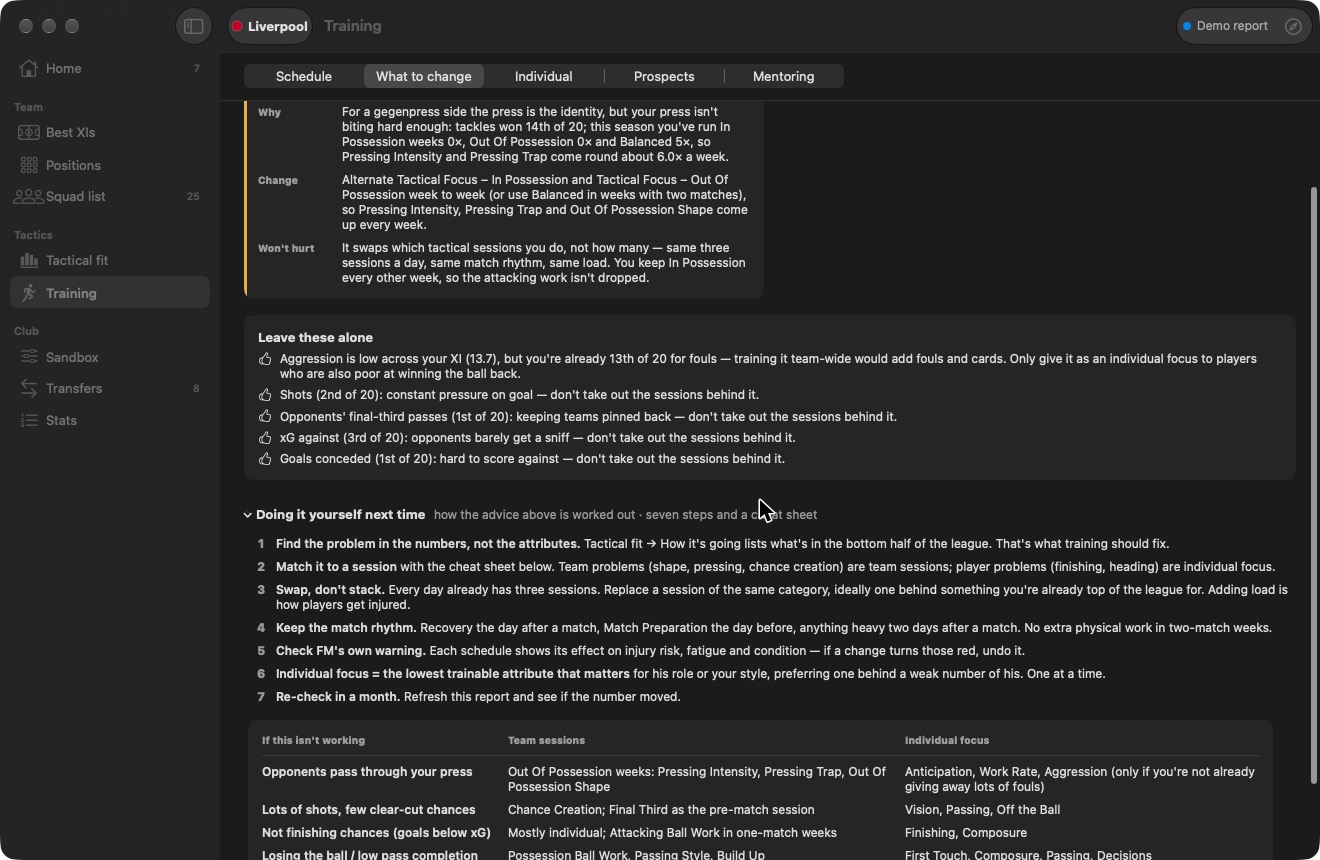 Liverpool
Training
Demo report
Home
7
Team
Best XIs
Positions
Squad list
25
Tactics
Tactical fit
Training
Club
Sandbox
Transfers
8
Stats
Schedule
What to change
Individual
Prospects
Mentoring
Why
For a gegenpress side the press is the identity, but your press isn't
biting hard enough: tackles won 14th of 20; this season you've run In
Possession weeks 0×, Out Of Possession 0× and Balanced 5×, so
Pressing Intensity and Pressing Trap come round about 6.0× a week.
Change
Alternate Tactical Focus – In Possession and Tactical Focus – Out Of
Possession week to week (or use Balanced in weeks with two matches),
so Pressing Intensity, Pressing Trap and Out Of Possession Shape come
up every week.
Won't hurt
It swaps which tactical sessions you do, not how many — same three
sessions a day, same match rhythm, same load. You keep In Possession
every other week, so the attacking work isn't dropped.
Leave these alone
Aggression is low across your XI (13.7), but you're already 13th of 20 for fouls — training it team-wide would add fouls and cards. Only give it as an individual focus to players
who are also poor at winning the ball back.
Shots (2nd of 20): constant pressure on goal — don't take out the sessions behind it.
Opponents' final-third passes (1st of 20): keeping teams pinned back — don't take out the sessions behind it.
xG against (3rd of 20): opponents barely get a sniff — don't take out the sessions behind it.
Goals conceded (1st of 20): hard to score against — don't take out the sessions behind it.
Doing it yourself next time how the advice above is worked out · seven steps and a cheat sheet
1 Find the problem in the numbers, not the attributes. Tactical fit → How it's going lists what's in the bottom half of the league. That's what training should fix.
2 Match it to a session with the cheat sheet below. Team problems (shape, pressing, chance creation) are team sessions; player problems (finishing, heading) are individual focus.
3 Swap, don't stack. Every day already has three sessions. Replace a session of the same category, ideally one behind something you're already top of the league for. Adding load is
how players get injured.
4 Keep the match rhythm. Recovery the day after a match, Match Preparation the day before, anything heavy two days after a match. No extra physical work in two-match weeks.
5 Check FM's own warning. Each schedule shows its effect on injury risk, fatigue and condition — if a change turns those red, undo it.
6 Individual focus = the lowest trainable attribute that matters for his role or your style, preferring one behind a weak number of his. One at a time.
7 Re-check in a month. Refresh this report and see if the number moved.
If this isn't working
Team sessions
Individual focus
Opponents pass through your press
Out Of Possession weeks: Pressing Intensity, Pressing Trap, Out Of
Possession Shape
Anticipation, Work Rate, Aggression (only if you're not already
giving away lots of fouls)
Lots of shots, few clear-cut chances
Chance Creation; Final Third as the pre-match session
Vision, Passing, Off the Ball
Not finishing chances (goals below xG)
Mostly individual; Attacking Ball Work in one-match weeks
Finishing, Composure
Losing the ball / low pass completion
Possession Ball Work, Passing Style, Build Up
First Touch, Composure, Passing, Decisions